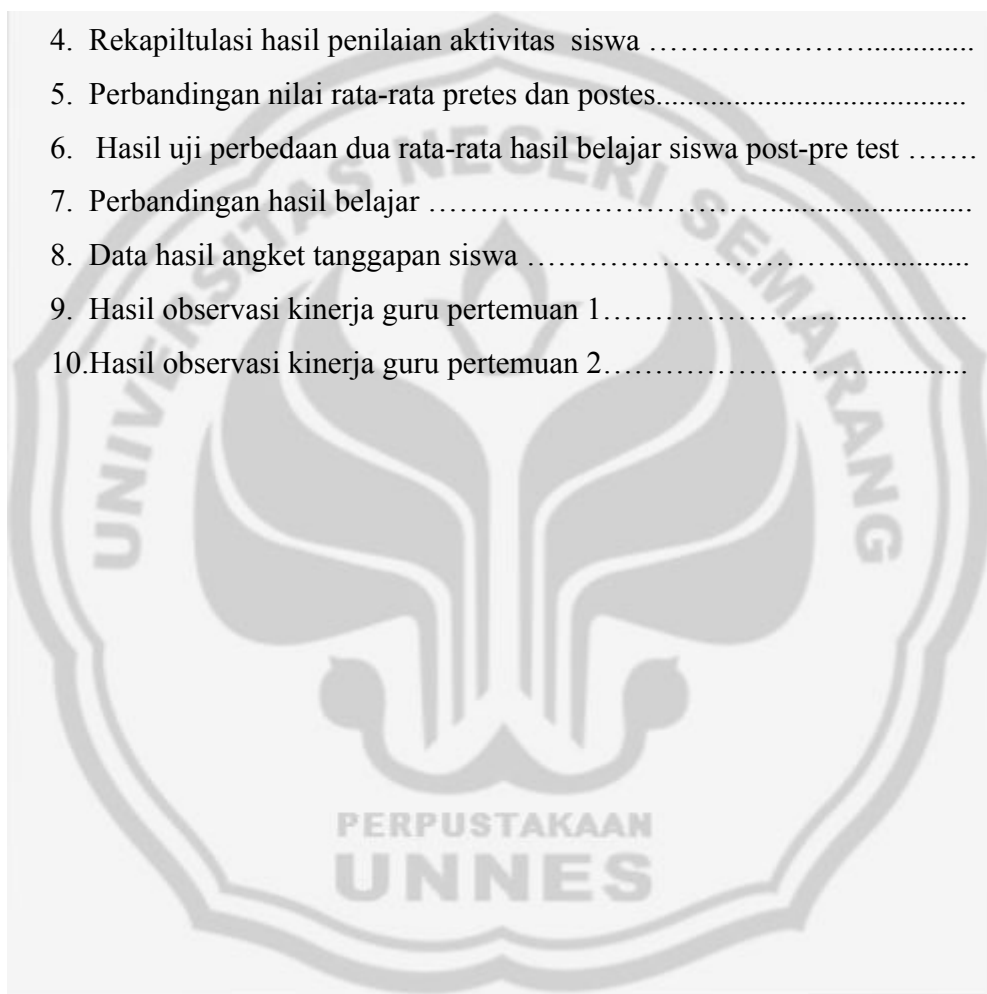 4. Rekapiltulasi hasil penilaian aktivitas siswa …………………..............
5. Perbandingan nilai rata-rata pretes dan postes.......................................
6. Hasil uji perbedaan dua rata-rata hasil belajar siswa post-pre test …….
7. Perbandingan hasil belajar ……………………………..........................
8. Data hasil angket tanggapan siswa ………………………………................
9. Hasil observasi kinerja guru pertemuan 1……………………..................
10.Hasil observasi kinerja guru pertemuan 2……………………..............
UNIVERSITAS NEGERI SEMARANG
PERPUSTAKAAN
UNNES